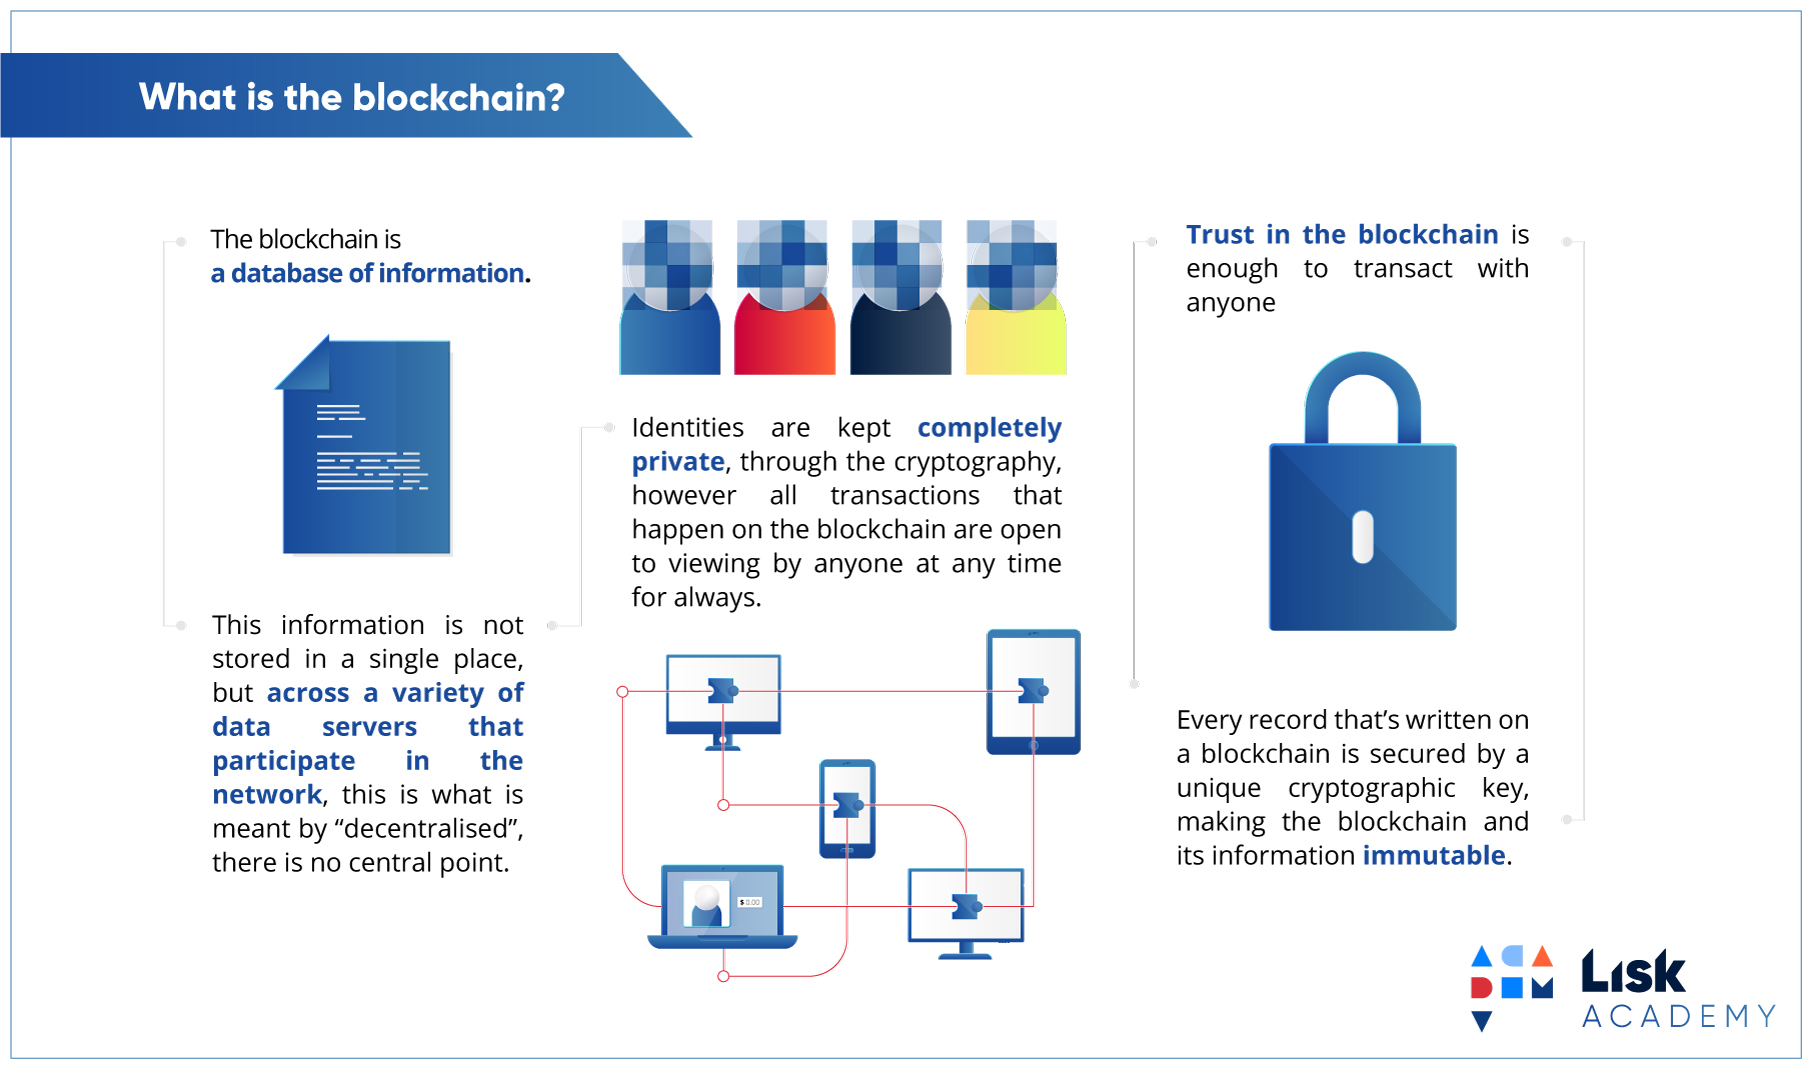 What is the blockchain?
The blockchain is
a database of information.
This information is not
stored in a single place,
but across a variety of
data servers that
participate in the
network, this is what is
meant by “decentralised”,
there is no central point.
Identities are kept completely
private, through the cryptography,
however all transactions that
happen on the blockchain are open
to viewing by anyone at any time
for always.
$ 0.00
Trust in the blockchain is
enough to transact with
anyone
Every record that’s written on
a blockchain is secured by a
unique cryptographic key,
making the blockchain and
its information immutable.
Lisk
ACADEMY